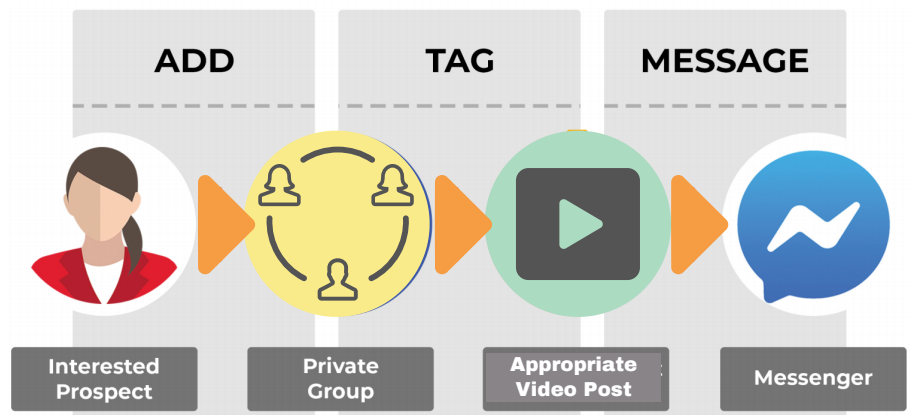 ADD
TAG
MESSAGE
Interested
Prospect
Private
Group
Appropriate
Video Post
Messenger